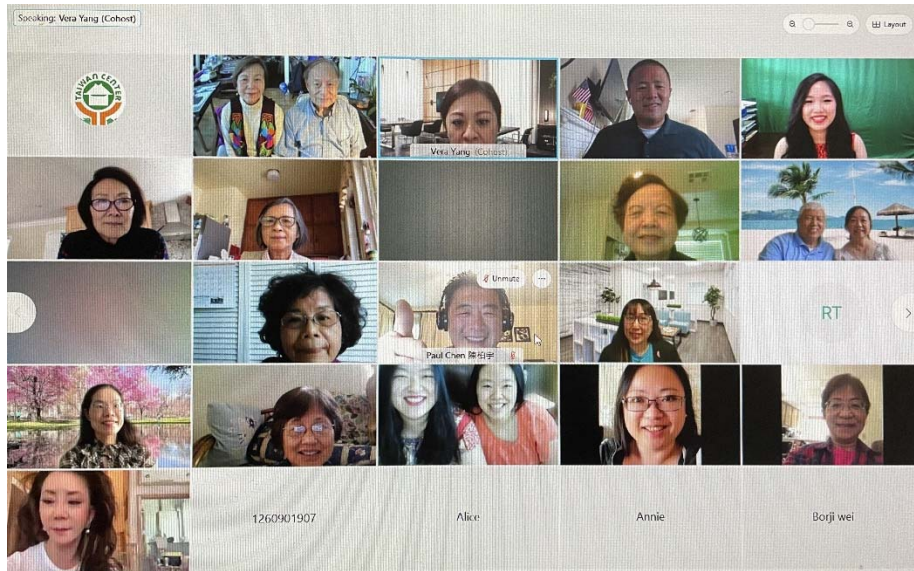 Speaking: Vera Yang (Cohost)
Layout
TAIWAN CENTER
Vera Yang (Cohost)
Unmute
RT
Paul Chen 陳柏宇
1260901907
Alice
Annie
Borji wei